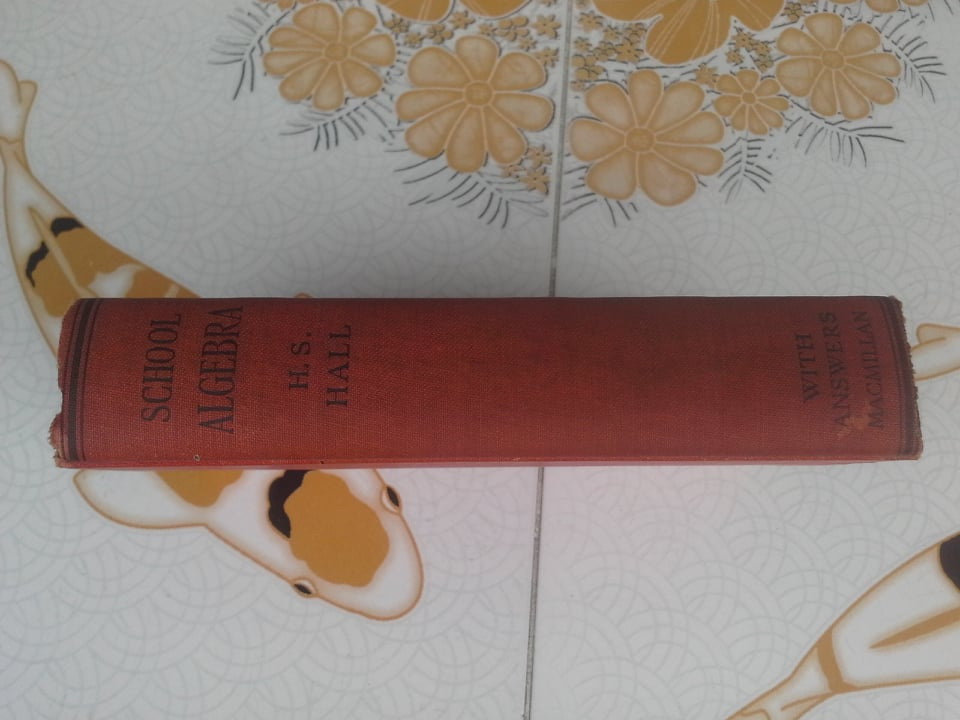 SCHOOL
ALGEBRA
H. S.
HALL
WITH
ANSWERS
MACMILLAN